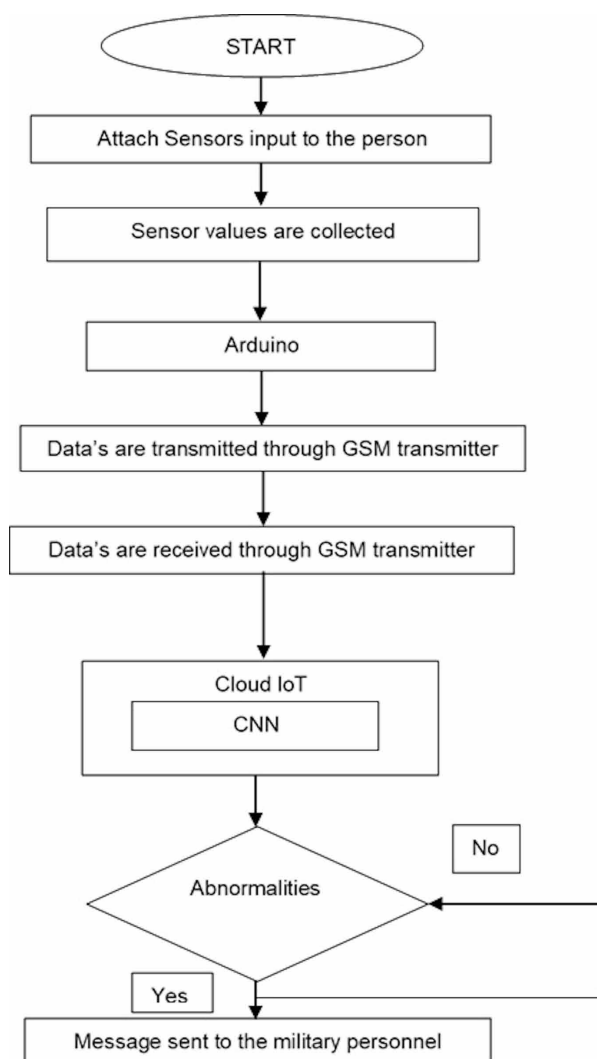 START
Attach Sensors input to the person
Sensor values are collected
Arduino
Data's are transmitted through GSM transmitter
Data's are received through GSM transmitter
Cloud IoT
CNN
No
Abnormalities
Yes
Message sent to the military personnel